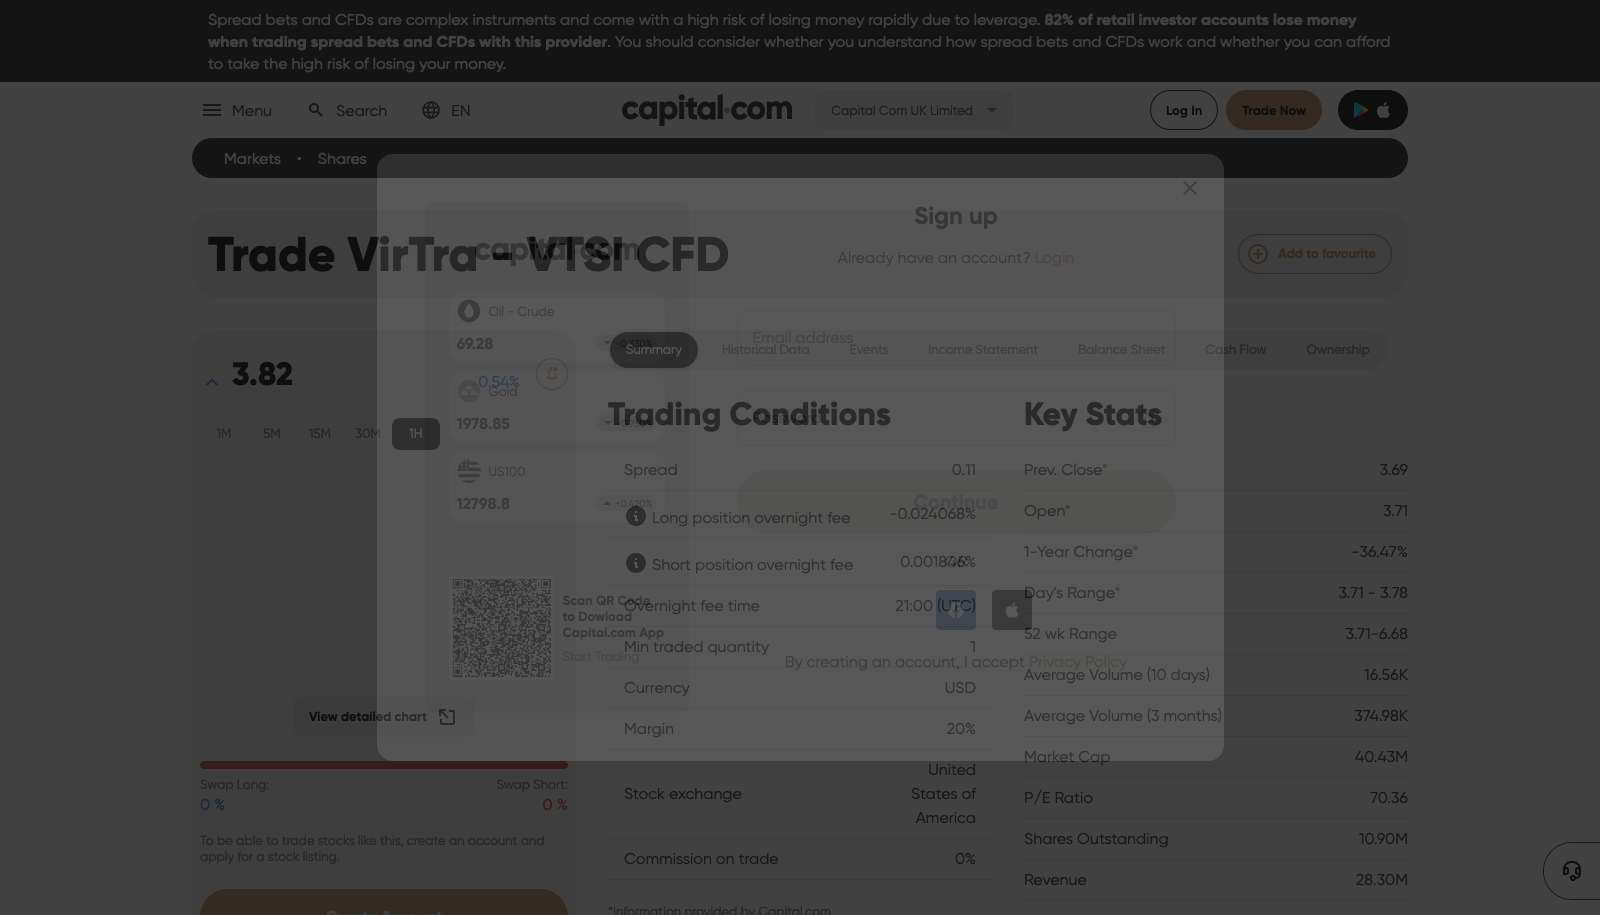 Spread bets and CFDs are complex instruments and come with a high risk of losing money rapidly due to leverage. 82% of retail investor accounts lose money
when trading spread bets and CFDs with this provider. You should consider whether you understand how spread bets and CFDs work and whether you can afford
to take the high risk of losing your money.
Menu
Search
EN
capital.com
Capital Com UK Limited
Log In
Trade Now
Markets • Shares
Trade VirTra - VTSI CFD
Add to favourite
3.82
0.54%
1M 5M 15M 30M 1H
View detailed chart
Swap Long:
0 %
Swap Short:
0 %
To be able to trade stocks like this, create an account and
apply for a stock listing.
Create Account
Summary
Historical Data
Events
Income Statement
Balance Sheet
Cash Flow
Ownership
Trading Conditions
Spread 0.11
Long position overnight fee -0.024068%
Short position overnight fee 0.001846%
Overnight fee time 21:00 (UTC)
Min traded quantity 1
Currency USD
Margin 20%
Stock exchange United
States of
America
Commission on trade 0%
*Information provided by Capital.com
Key Stats
Prev. Close* 3.69
Open* 3.71
1-Year Change* -36.47%
Day's Range* 3.71 - 3.78
52 wk Range 3.71-6.68
Average Volume (10 days) 16.56K
Average Volume (3 months) 374.98K
Market Cap 40.43M
P/E Ratio 70.36
Shares Outstanding 10.90M
Revenue 28.30M
capital.com
Oil - Crude
69.28
Gold
1978.85
US100
12798.8
+0.420%
Scan QR Code
to Dowload
Capital.com App
Start Trading
Sign up
Already have an account? Login
Email address
Continue
By creating an account, I accept Privacy Policy